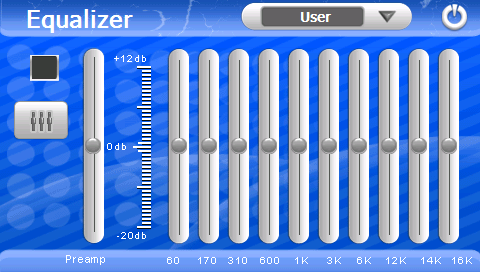 Equalizer
User
+12db
0db
-20db
Preamp 60 170 310 600 1K 3K 6K 12K 14K 16K